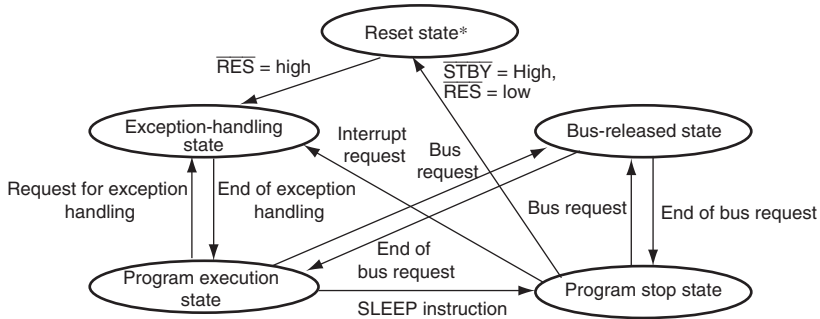 Reset state*
RES = high
STBY = High,
RES = low
Exception-handling
state
Interrupt
request
Bus
request
Bus-released state
Request for exception
handling
End of exception
handling
Bus request
End of bus request
End of
bus request
Program execution
state
SLEEP instruction
Program stop state